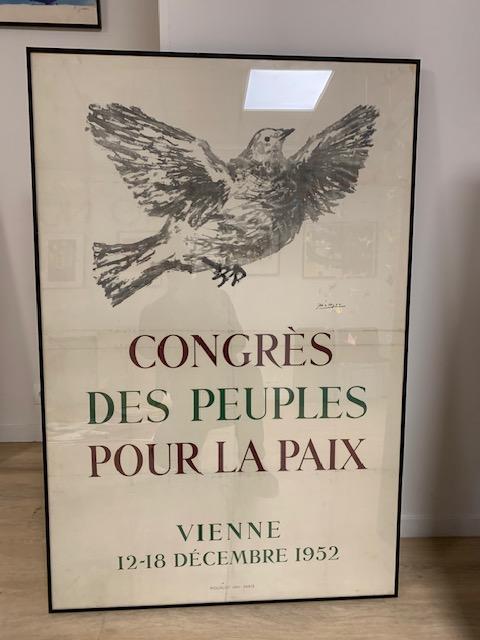 CONGRÈS
DES PEUPLES
POUR LA PAIX
VIENNE
12-18 DÉCEMBRE 1952